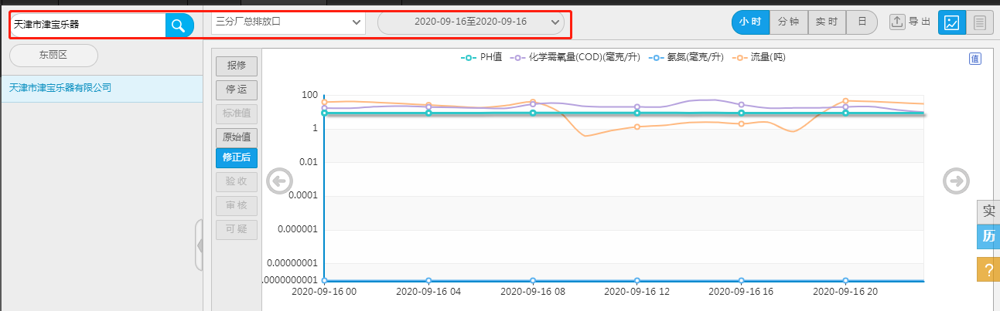 天津市津宝乐器
三分厂总排放口
2020-09-16至2020-09-16
小时
分钟
实时
日
导出
东丽区
天津市津宝乐器有限公司
报修
停运
标准值
原始值
修正后
验收
审核
可疑
PH值
化学需氧量(COD)(毫克/升)
氨氮(毫克/升)
流量(吨)
值
100
1
0.01
0.0001
0.000001
0.00000001
.0000000001
2020-09-16 00
2020-09-16 04
2020-09-16 08
2020-09-16 12
2020-09-16 16
2020-09-16 20
实
历
?